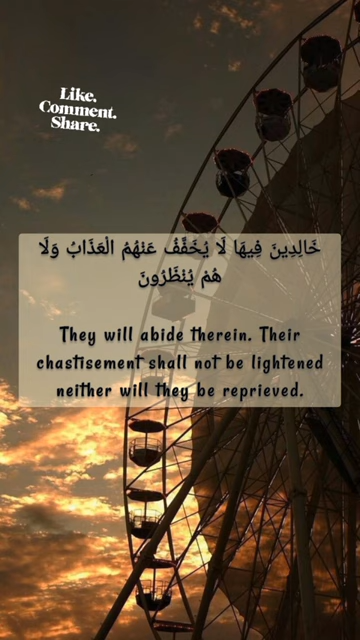 Like.
Comment.
Share.
خَالِدِينَ فِيهَا لَا يُخَفَّفُ عَنْهُمُ الْعَذَابُ وَلَا
هُمْ يُنْظَرُونَ
They will abide therein. Their
chastisement shall not be lightened
neither will they be reprieved.